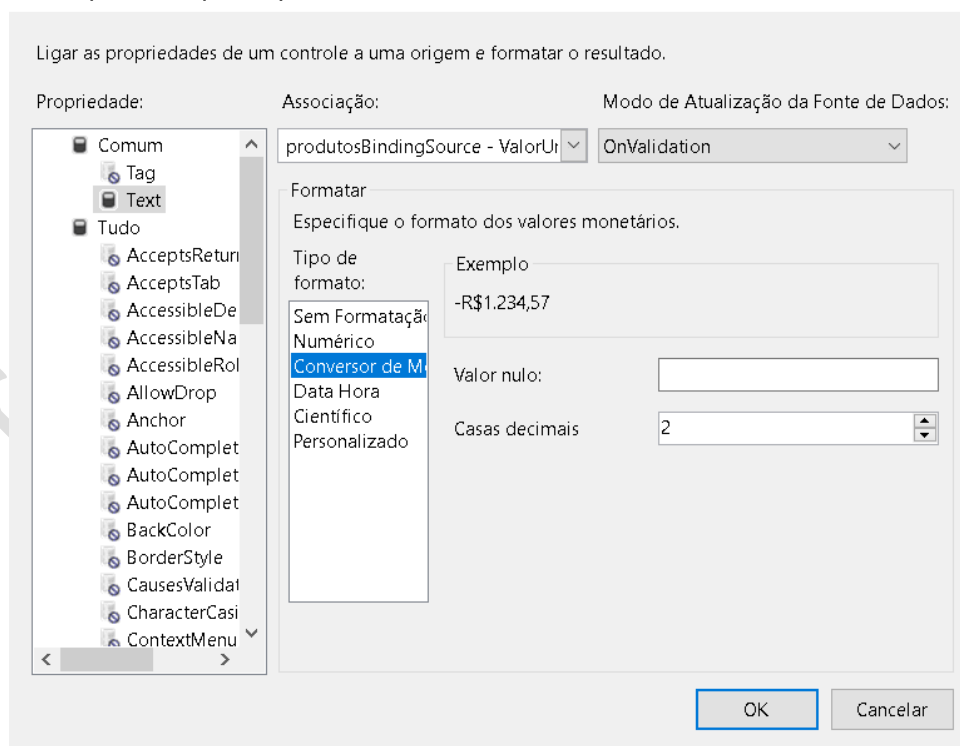 Ligar as propriedades de um controle a uma origem e formatar o resultado.
Propriedade:
Associação:
Modo de Atualização da Fonte de Dados:
Comum
Tag
Text
Tudo
AcceptsReturn
AcceptsTab
AccessibleDe
AccessibleNa
AccessibleRol
AllowDrop
Anchor
AutoComplet
AutoComplet
AutoComplet
BackColor
BorderStyle
CausesValidat
CharacterCasi
ContextMenu
produtosBindingSource - ValorUr
OnValidation
Formatar
Especifique o formato dos valores monetários.
Tipo de
formato:
Sem Formataçã
Numérico
Conversor de M
Data Hora
Científico
Personalizado
Exemplo
-R$1.234,57
Valor nulo:
Casas decimais
2
OK
Cancelar